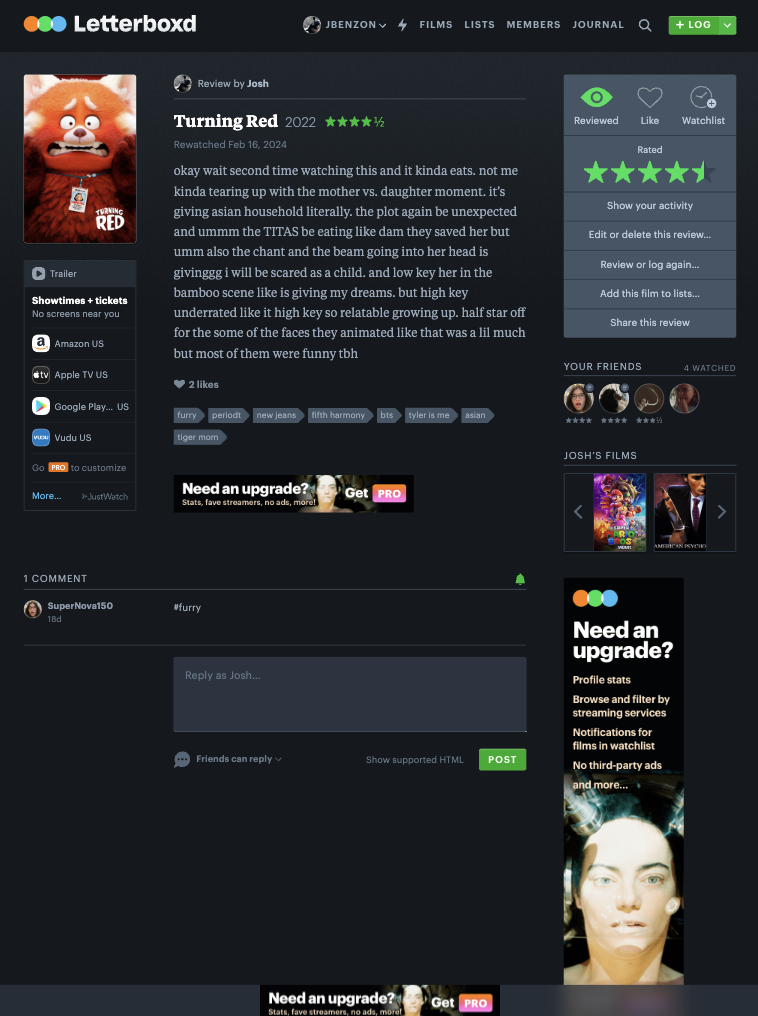 Letterboxd
JBENZON
FILMS
LISTS
MEMBERS
JOURNAL
+ LOG
TURNING
RED
Trailer
Showtimes + tickets
No screens near you
Amazon US
Apple TV US
Google Play… US
Vudu US
Go PRO to customize
More…
JustWatch
Review by Josh
Turning Red 2022 ★★★★½
Rewatched Feb 16, 2024
okay wait second time watching this and it kinda eats. not me
kinda tearing up with the mother vs. daughter moment. it's
giving asian household literally. the plot again be unexpected
and ummm the TITAS be eating like dam they saved her but
umm also the chant and the beam going into her head is
givinggg i will be scared as a child. and low key her in the
bamboo scene like is giving my dreams. but high key
underrated like it high key so relatable growing up. half star off
for the some of the faces they animated like that was a lil much
but most of them were funny tbh
2 likes
furry
periodt
new jeans
fifth harmony
bts
tyler is me
asian
tiger mom
Need an upgrade?
Stats, fave streamers, no ads, more!
Get PRO
1 COMMENT
SuperNova150
18d
#furry
Reply as Josh…
Friends can reply
Show supported HTML
POST
Reviewed
Like
Watchlist
Rated
Show your activity
Edit or delete this review…
Review or log again…
Add this film to lists…
Share this review
YOUR FRIENDS
4 WATCHED
★★★★
★★★★
★★★½
JOSH'S FILMS
SUPER
MARIO
BROS
MOVIE
AMERICAN PSYCHO
Need an
upgrade?
Profile stats
Browse and filter by
streaming services
Notifications for
films in watchlist
No third-party ads
and more…
Need an upgrade?
Stats, fave streamers, no ads, more!
Get PRO